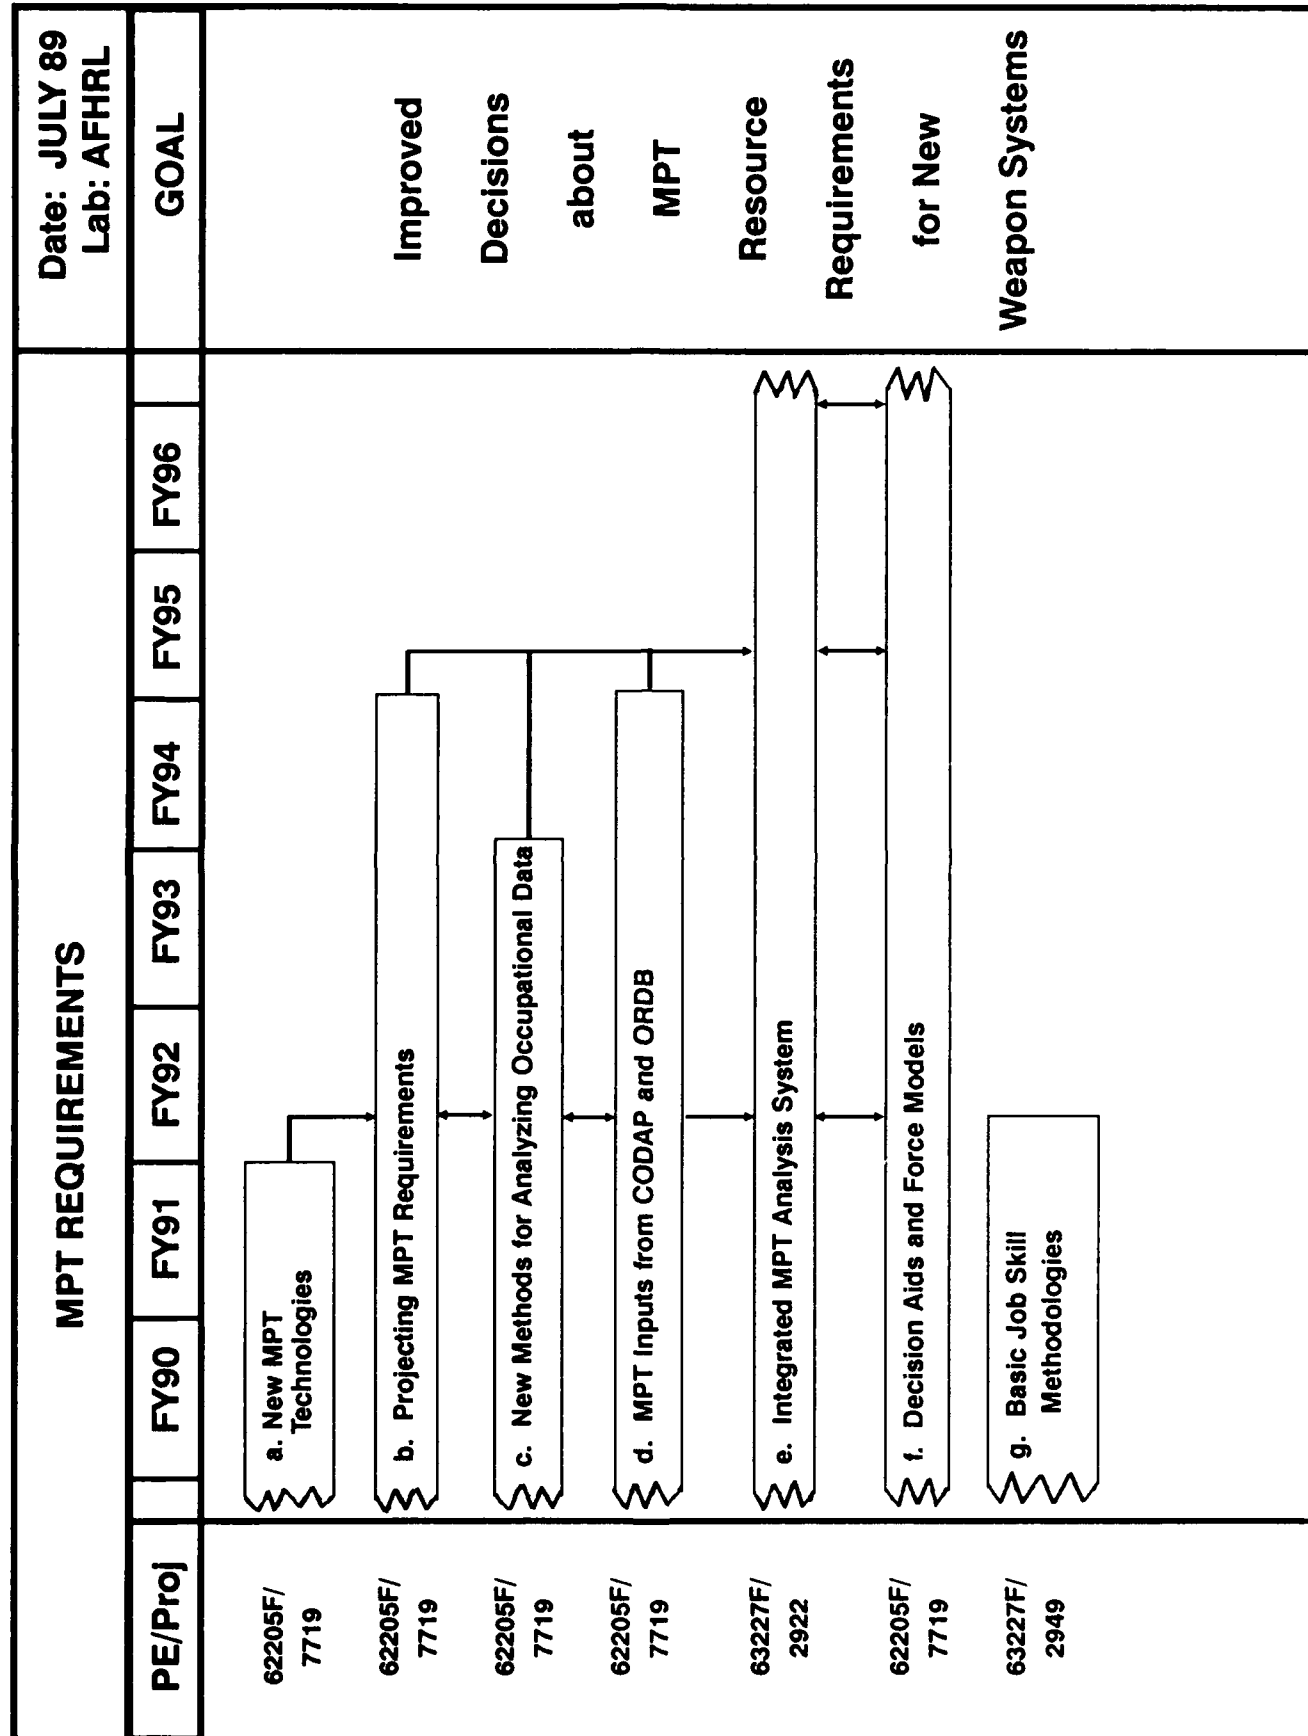 MPT REQUIREMENTS
Date: JULY 89
Lab: AFHRL
PE/Proj
FY90
FY91
FY92
FY93
FY94
FY95
FY96
GOAL
62205F/
7719
a. New MPT
Technologies
62205F/
7719
b. Projecting MPT Requirements
62205F/
7719
c. New Methods for Analyzing Occupational Data
62205F/
7719
d. MPT Inputs from CODAP and ORDB
63227F/
2922
e. Integrated MPT Analysis System
62205F/
7719
f. Decision Aids and Force Models
63227F/
2949
g. Basic Job Skill
Methodologies
Improved
Decisions
about
MPT
Resource
Requirements
for New
Weapon Systems